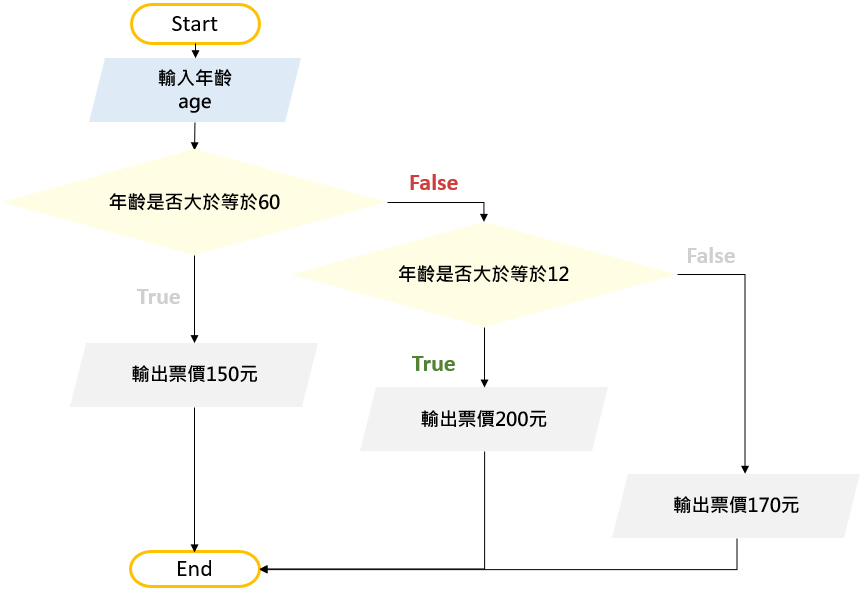 Start
輸入年齡
age
年齡是否大於等於60
False
年齡是否大於等於12
False
True
輸出票價150元
True
輸出票價200元
輸出票價170元
End